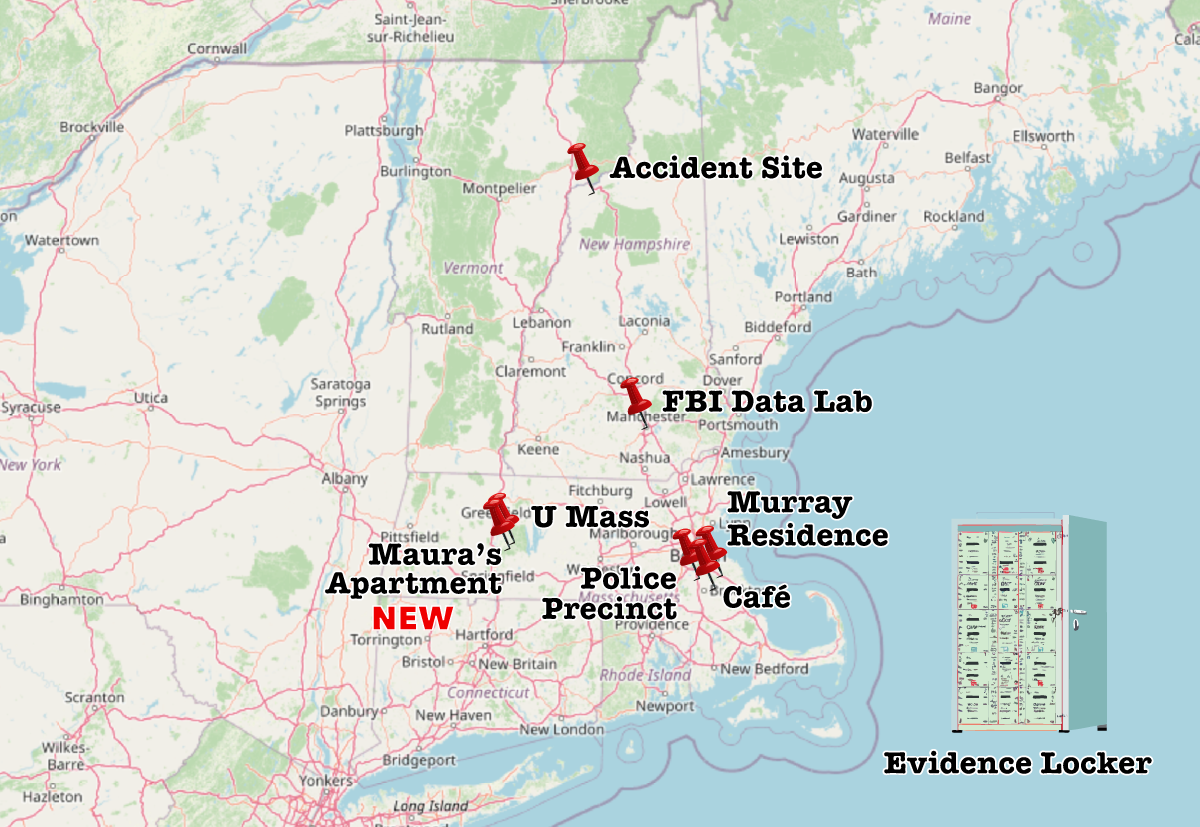 Sherbrooke
Saint-Jean-
sur-Richelieu
Maine
Cornwall
Bangor
Brockville
Plattsburgh
Waterville
Ellsworth
Burlington
Accident Site
Belfast
Montpelier
Augusta
Gardiner
Rockland
Watertown
New Hampshire
Lewiston
Vermont
Bath
Portland
Rutland
Lebanon
Laconia
Biddeford
Franklin
Sanford
Claremont
Saratoga
Springs
Utica
Syracuse
Concord
Dover
FBI Data Lab
Manchester
Portsmouth
Keene
Amesbury
Nashua
New York
Albany
Lawrence
Fitchburg
Lowell
Murray
Residence
Greenfield
U Mass
Lynn
Pittsfield
Marlborough
Maura's
Apartment
NEW
Police
Precinct
Café
Massachusetts
Binghamton
Providence
Torrington
Hartford
Bristol
New Britain
Rhode Island
New Bedford
Scranton
Connecticut
Danbury
New Haven
Newport
New London
Wilkes-
Barre
Bridgeport
Evidence Locker
Yonkers
Hazleton
Long Island